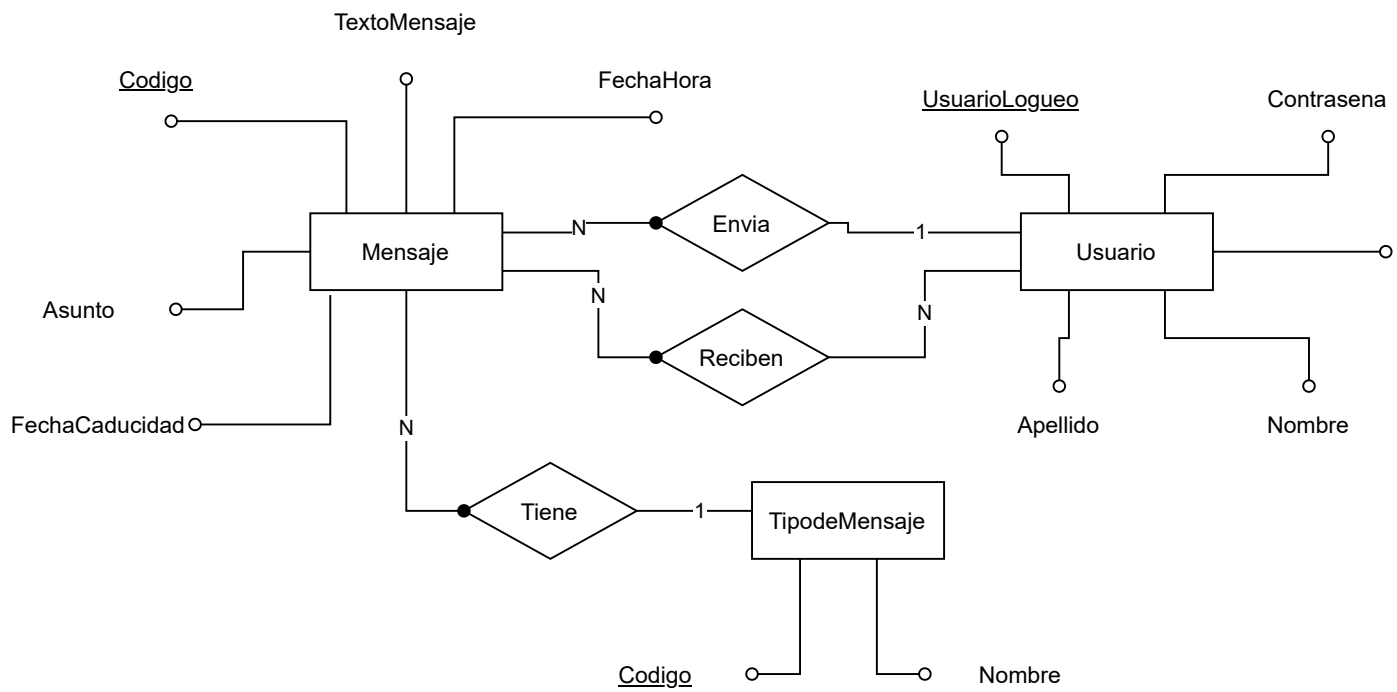 TextoMensaje
Codigo
FechaHora
UsuarioLogueo
Contrasena
N
Envia
1
Mensaje
Usuario
N
N
Asunto
Reciben
FechaCaducidad
N
Apellido
Nombre
Tiene
1
TipodeMensaje
Codigo
Nombre